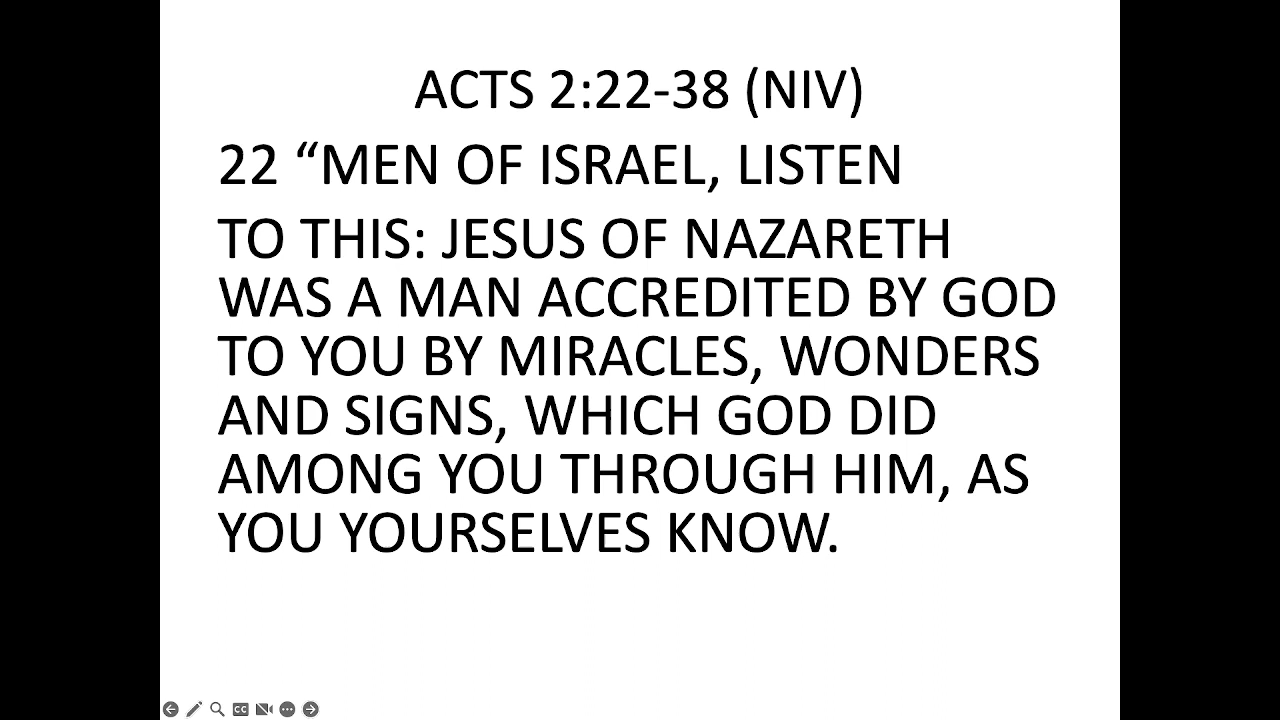 ACTS 2:22-38 (NIV)
22 “MEN OF ISRAEL, LISTEN
TO THIS: JESUS OF NAZARETH
WAS A MAN ACCREDITED BY GOD
TO YOU BY MIRACLES, WONDERS
AND SIGNS, WHICH GOD DID
AMONG YOU THROUGH HIM, AS
YOU YOURSELVES KNOW.
CC